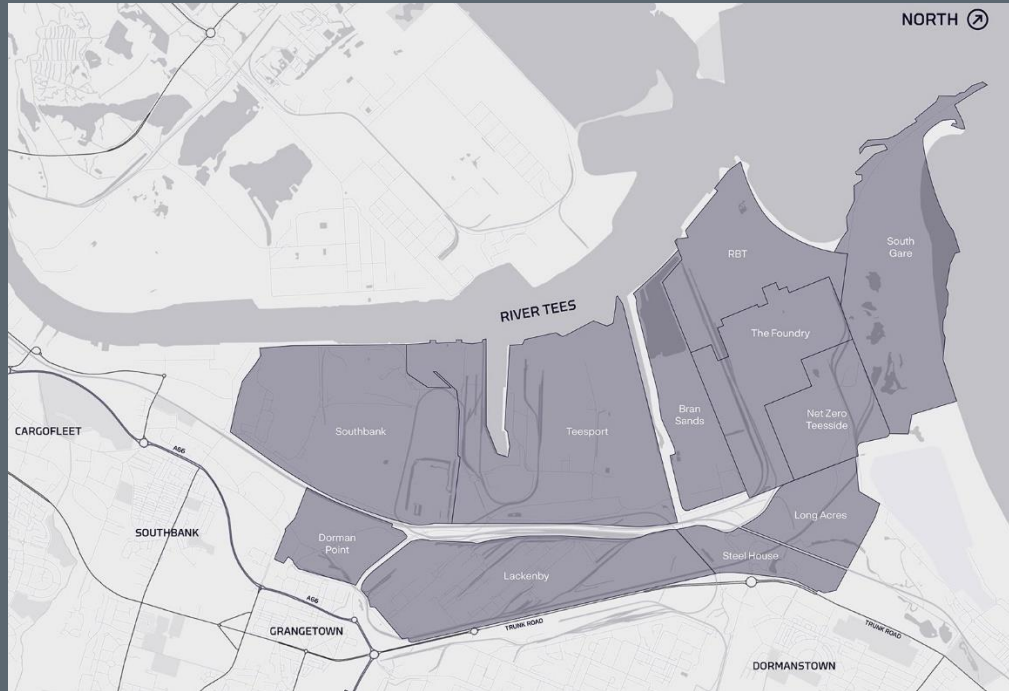 NORTH
RIVER TEES
RBT
South
Gare
The Foundry
Net Zero
Teesside
Bran
Sands
Southbank
Teesport
CARGOFLEET
A66
SOUTHBANK
Dorman
Point
Long Acres
Steel House
Lackenby
A66
GRANGETOWN
TRUNK ROAD
TRUNK ROAD
DORMANSTOWN